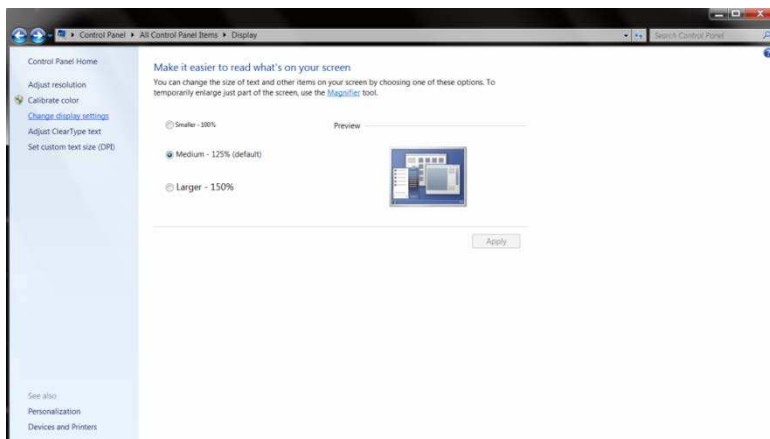 Control Panel ▸ All Control Panel Items ▸ Display
Search Control Panel
Control Panel Home
Adjust resolution
Calibrate color
Change display settings
Adjust ClearType text
Set custom text size (DPI)
Make it easier to read what's on your screen
You can change the size of text and other items on your screen by choosing one of these options. To
temporarily enlarge just part of the screen, use the Magnifier tool.
Smaller - 100%
Preview
Medium - 125% (default)
Larger - 150%
Apply
See also
Personalization
Devices and Printers